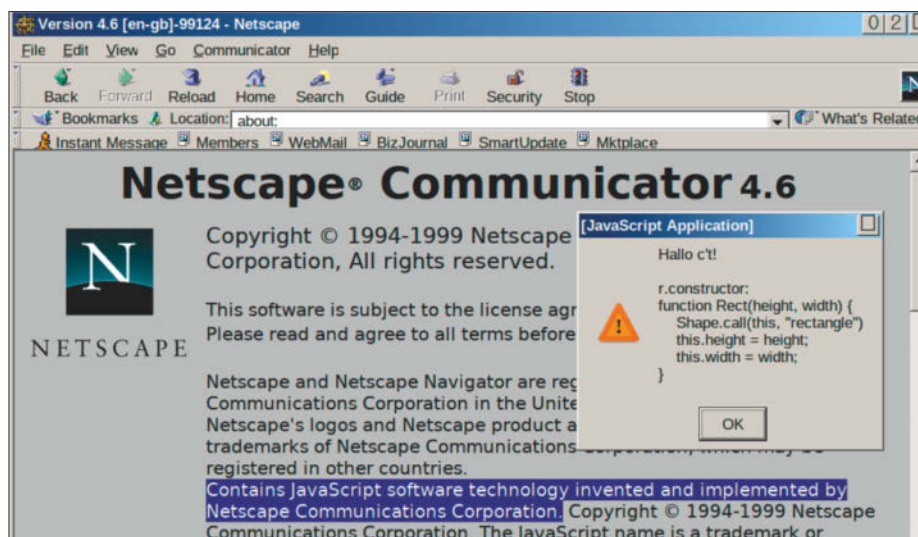 Version 4.6 [en-gb]-99124 - Netscape
File Edit View Go Communicator Help
Back Forward Reload Home Search Guide Print Security Stop
Bookmarks Location: about: What's Related
Instant Message Members WebMail BizJournal SmartUpdate Mktplace
Netscape® Communicator 4.6
N
NETSCAPE
Copyright © 1994-1999 Netscape
Corporation, All rights reserved.
This software is subject to the license agr
Please read and agree to all terms before
Netscape and Netscape Navigator are reg
Communications Corporation in the Unite
Netscape's logos and Netscape product a
trademarks of Netscape Communications Corporation, which may be
registered in other countries.
Contains JavaScript software technology invented and implemented by
Netscape Communications Corporation. Copyright © 1994-1999 Netscape
Communications Corporation. The JavaScript name is a trademark or
[JavaScript Application]
Hallo c't!
r.constructor:
function Rect(height, width) {
Shape.call(this, "rectangle")
this.height = height;
this.width = width;
}
OK